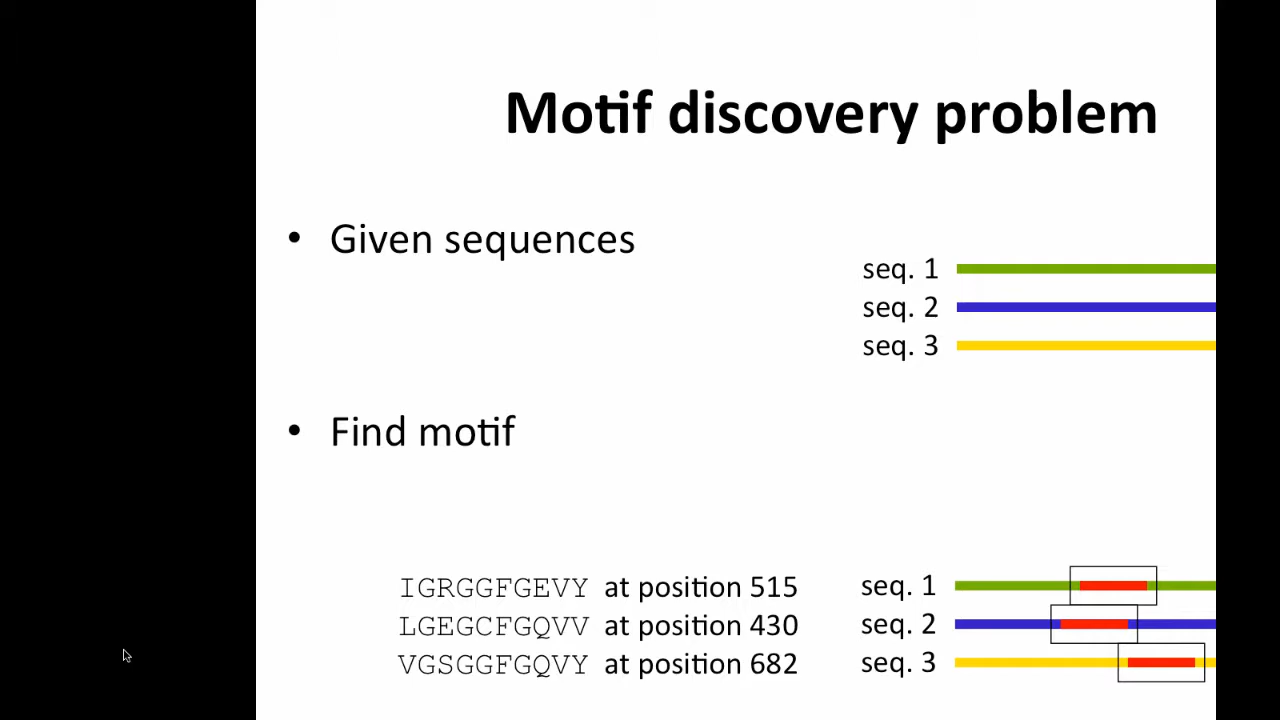 Motif discovery problem
• Given sequences
seq. 1
seq. 2
seq. 3
• Find motif
IGRGGFGEVY at position 515 seq. 1
LGEGCFGQVV at position 430 seq. 2
VGSGGFGQVY at position 682 seq. 3